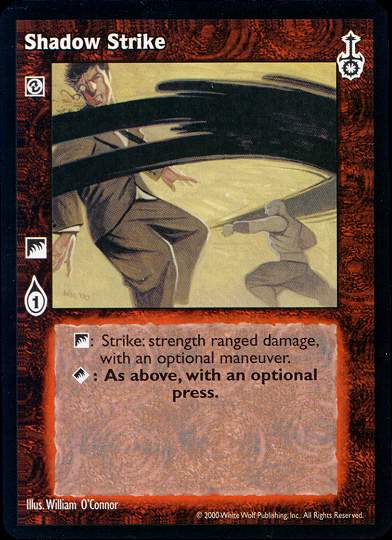 Shadow Strike
1
: Strike: strength ranged damage,
with an optional maneuver.
: As above, with an optional
press.
Illus. William O'Connor
© 2000 White Wolf Publishing, Inc. All Rights Reserved.